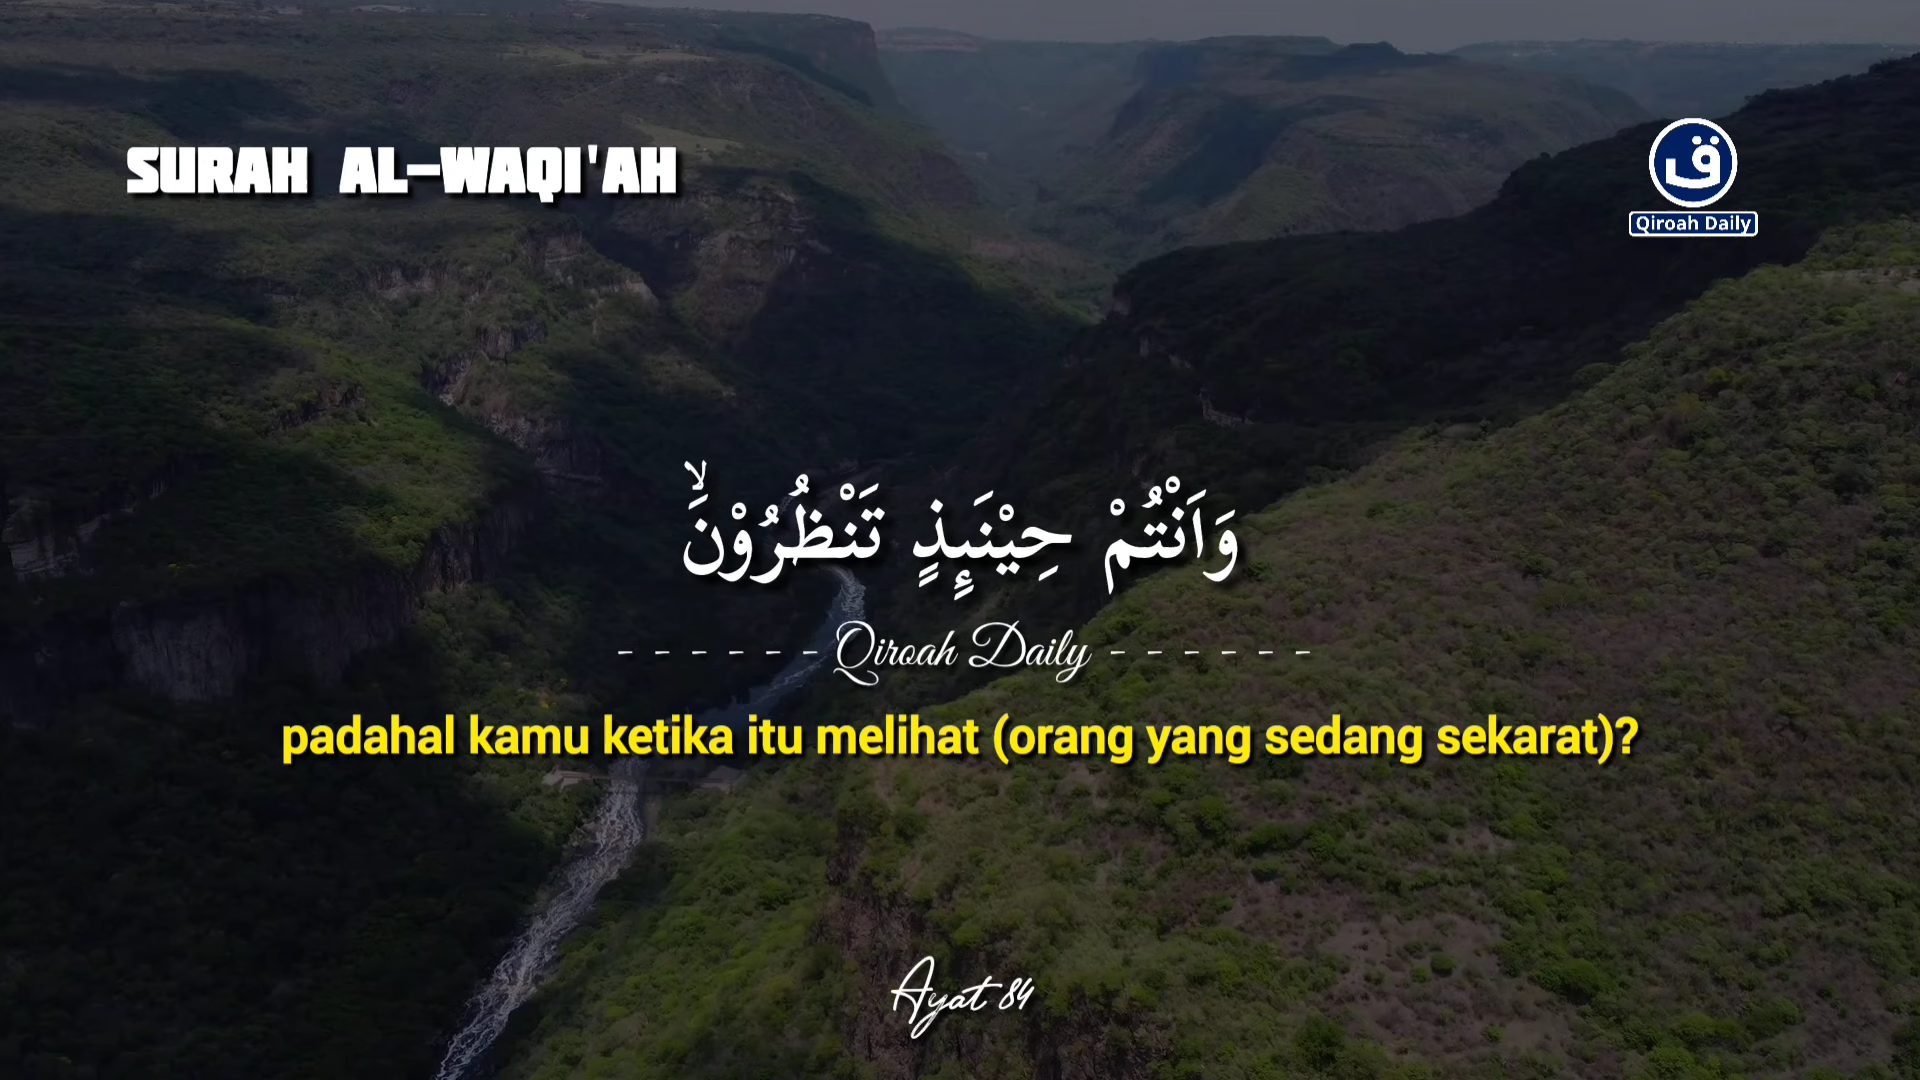 SURAH AL-WAQI'AH
ق
Qiroah Daily
وَاَنْتُمْ حِيْنَىِٕذٍ تَنْظُرُوْنَۙ
------ Qiroah Daily ------
padahal kamu ketika itu melihat (orang yang sedang sekarat)?
Ayat 84